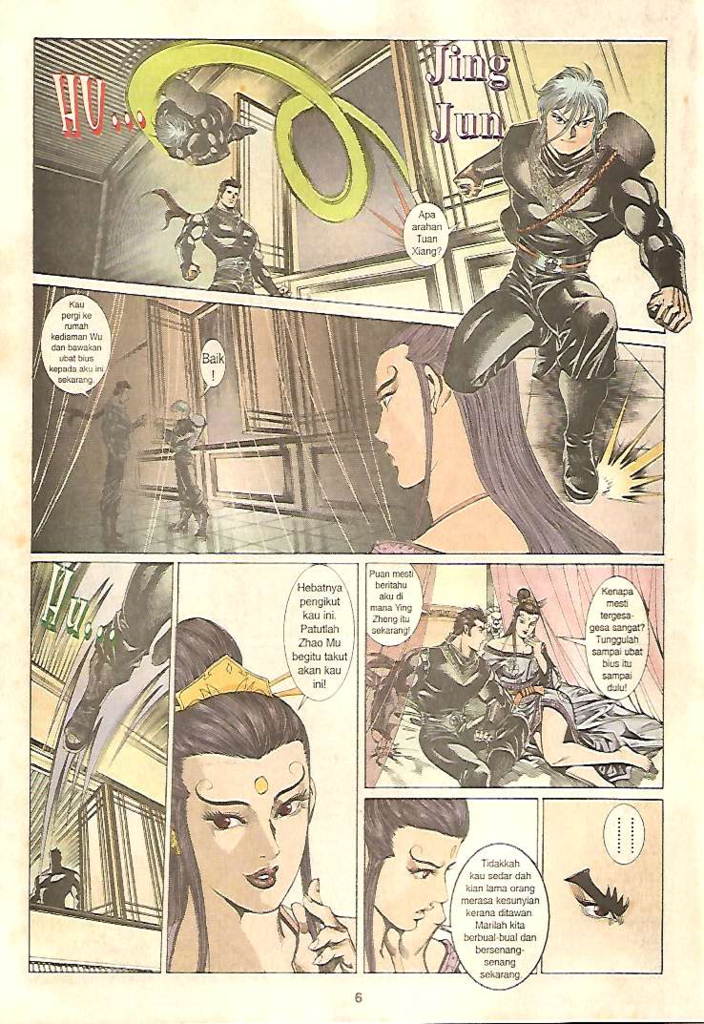 HU...
Jing
Jun
Apa
arahan
Tuan
Xiang?
Kau
pergi ke
rumah
kediaman Wu
dan bawakan
ubat bius
kepada aku ini
sekarang.
Baik
!
Hu...
Hebatnya
pengikut
kau ini.
Patutlah
Zhao Mu
begitu takut
akan kau
ini!
Puan mesti
beritahu
aku di
mana Ying
Zheng itu
sekarang!
Kenapa
mesti
tergesa-
gesa sangat?
Tunggulah
sampai ubat
bius itu
sampai
dulu!
Tidakkah
kau sedar dah
kian lama orang
merasa kesunyian
kerana ditawan.
Marilah kita
berbual-bual dan
bersenang-
senang
sekarang.
......
6